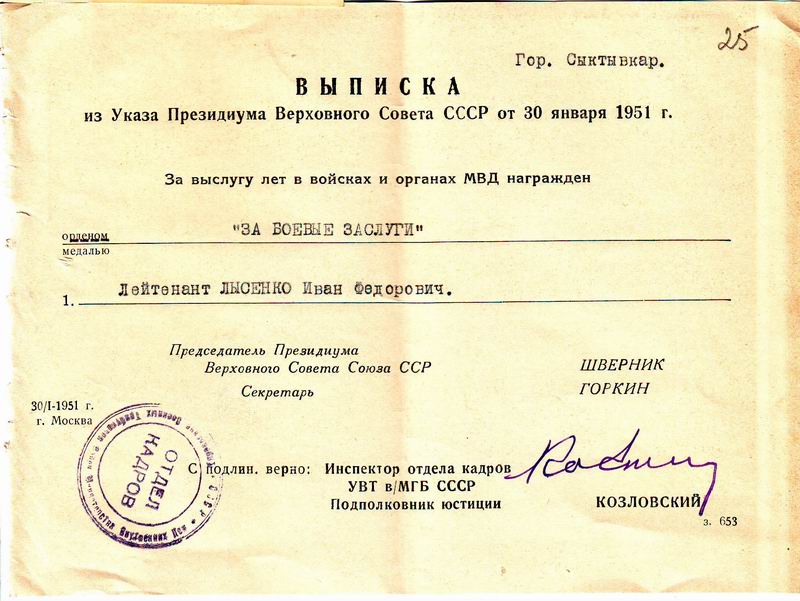 25
Гор. Сыктывкар.
ВЫПИСКА
из Указа Президиума Верховного Совета СССР от 30 января 1951 г.
За выслугу лет в войсках и органах МВД награжден
орденом "ЗА БОЕВЫЕ ЗАСЛУГИ"
медалью
1. Лейтенант ЛЫСЕНКО Иван Федорович.
Председатель Президиума
Верховного Совета Союза ССР ШВЕРНИК
Секретарь ГОРКИН
30/I-1951 г.
г. Москва
ОТДЕЛ
КАДРОВ
С подлин. верно: Инспектор отдела кадров
УВТ в/МГБ СССР
Подполковник юстиции КОЗЛОВСКИЙ
з. 653